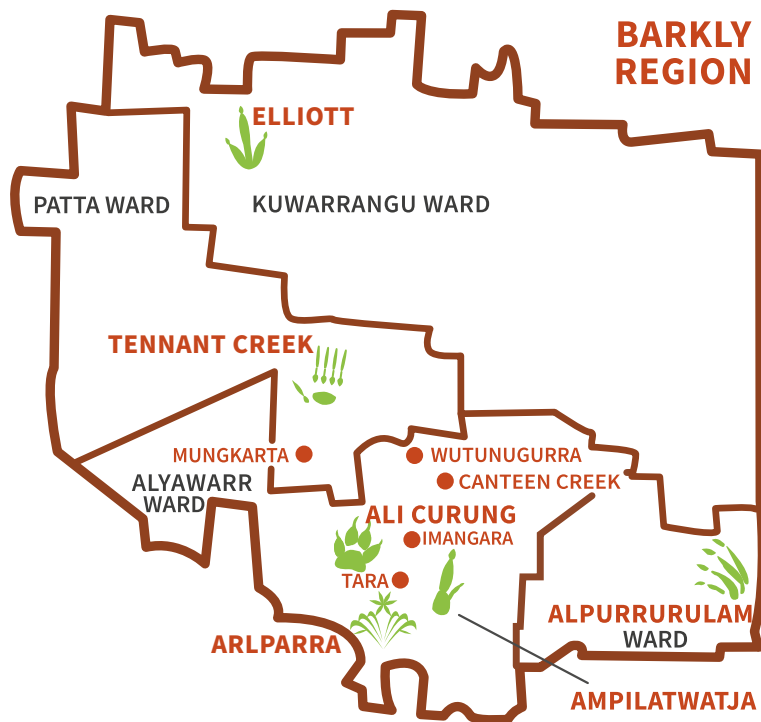 BARKLY
REGION
ELLIOTT
PATTA WARD
KUWARRANGU WARD
TENNANT CREEK
MUNGKARTA
WUTUNUGURRA
ALYAWARR
WARD
CANTEEN CREEK
ALI CURUNG
IMANGARA
TARA
ALPURRURULAM
WARD
ARLPARRA
AMPILATWATJA